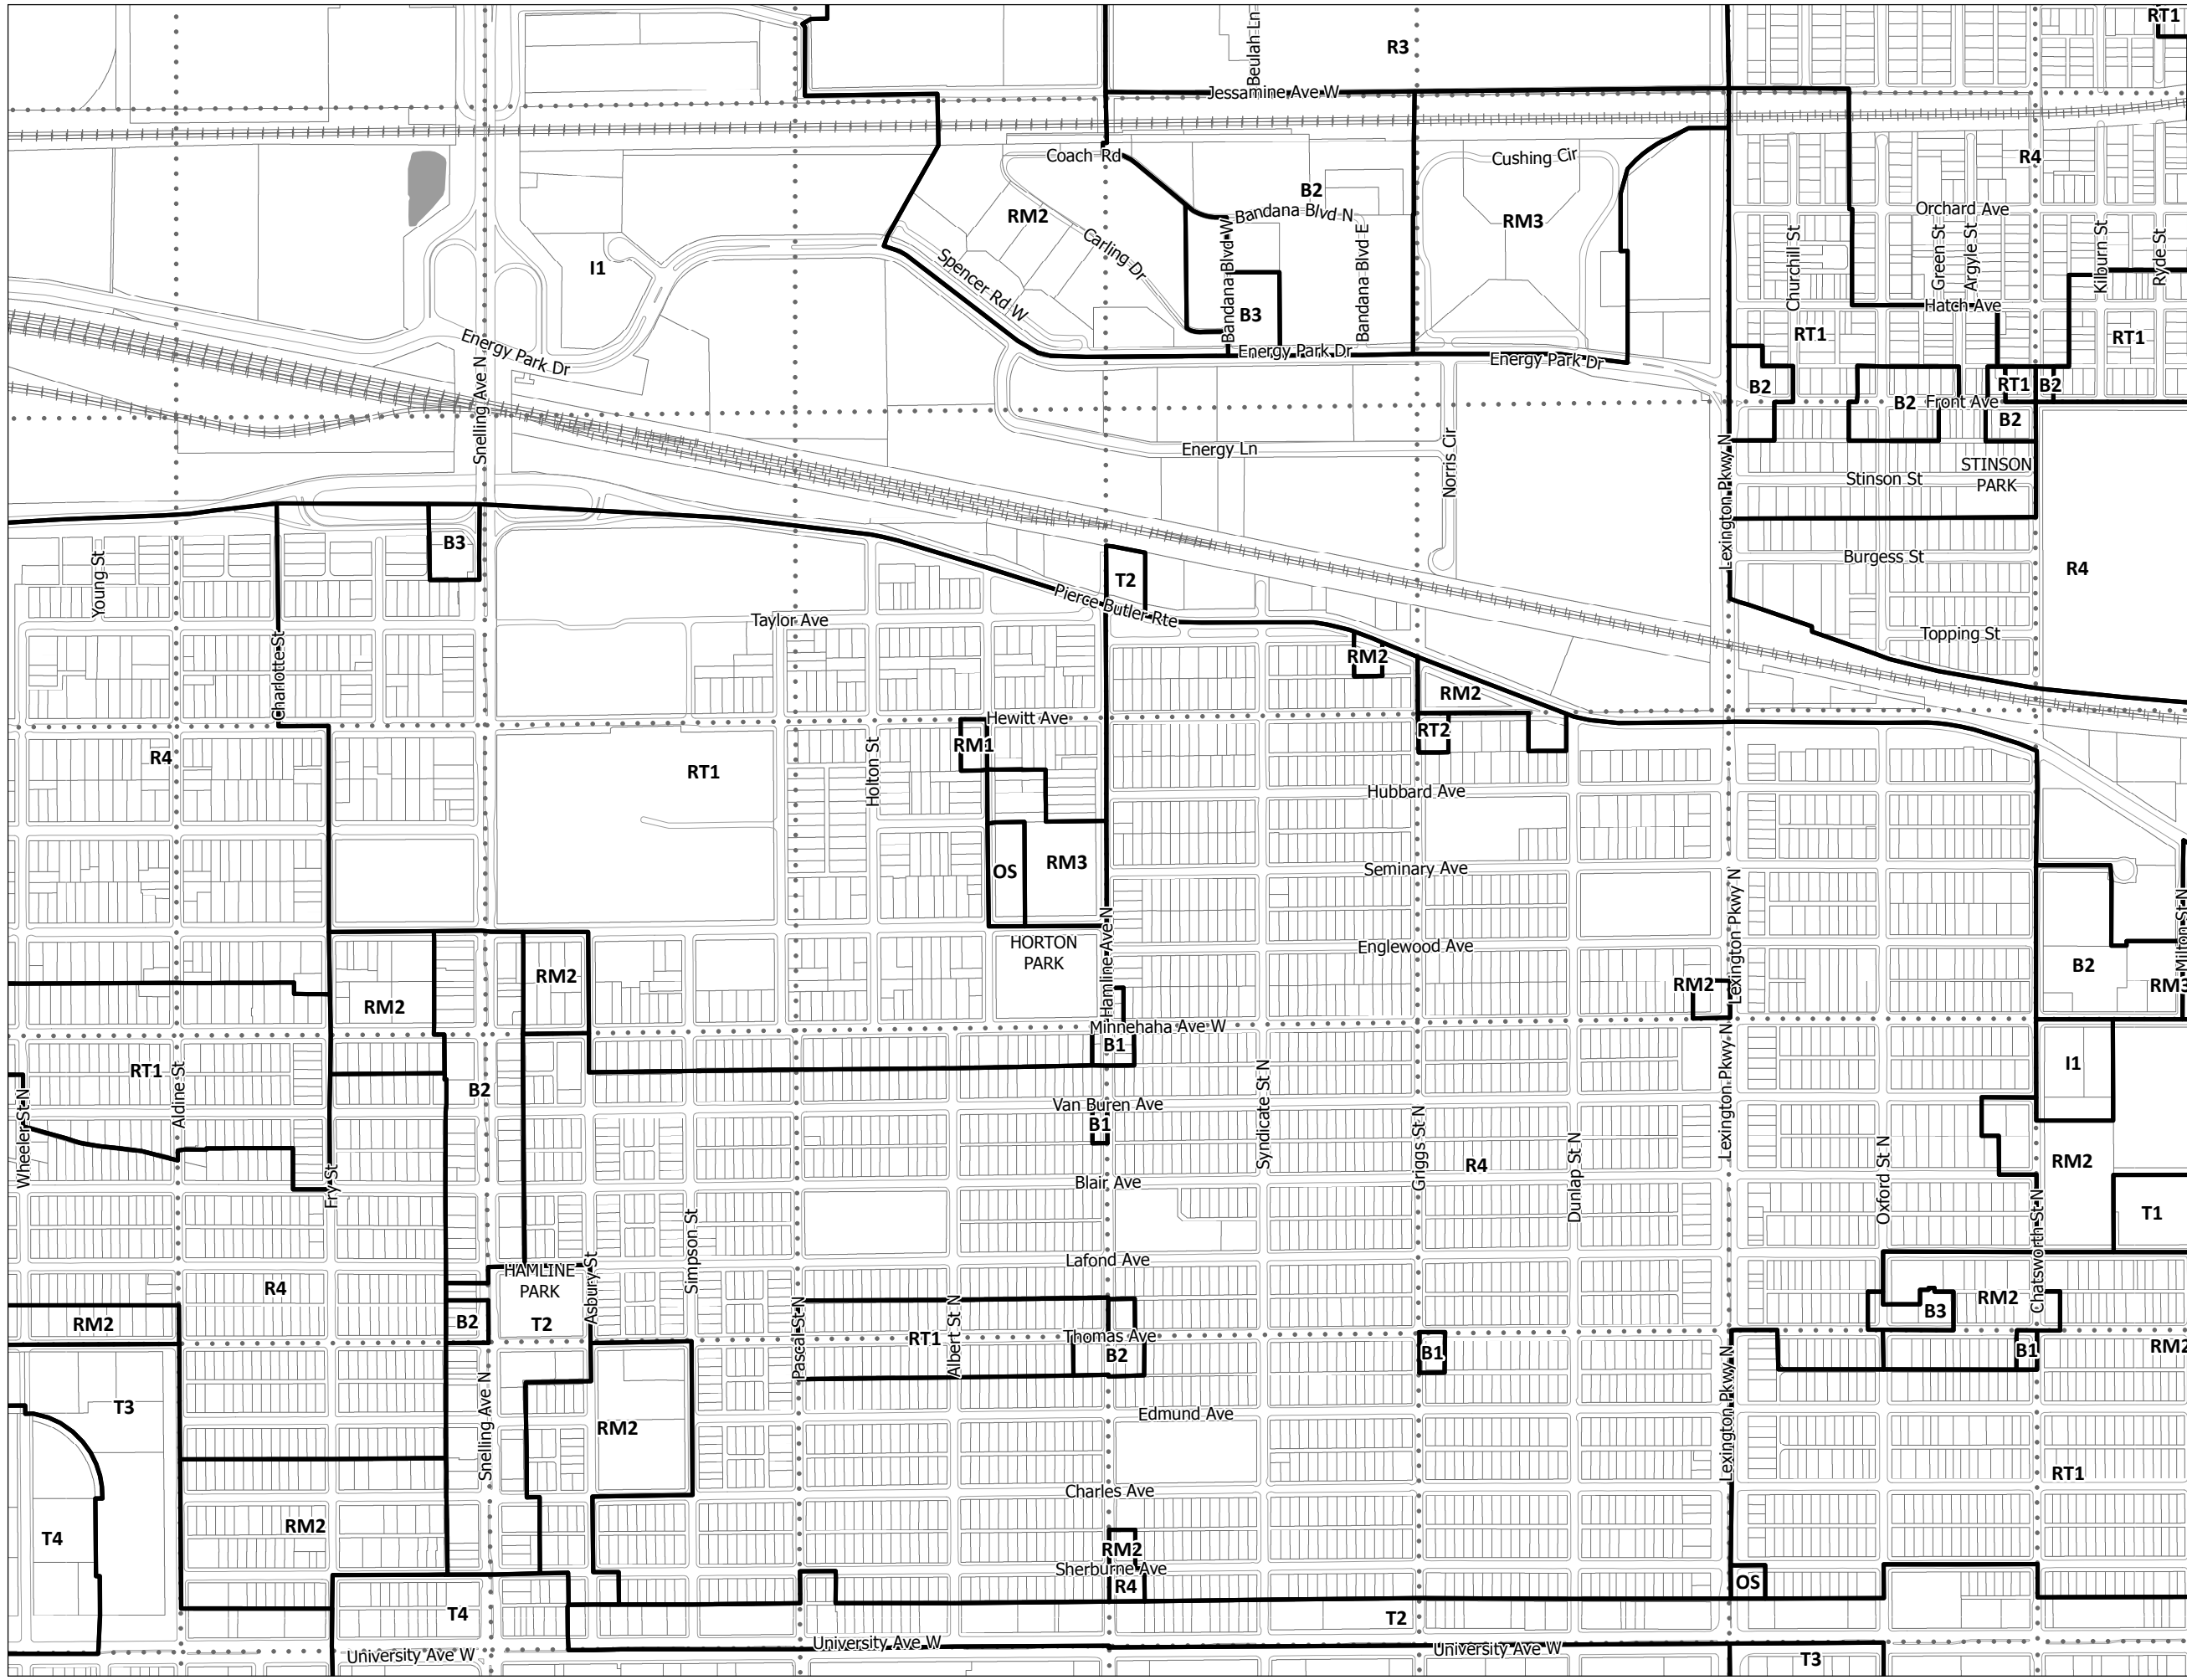 RT1
Beulah Ln
R3
Jessamine Ave W
Coach Rd
Cushing Cir
R4
B2
RM2
Bandana Blvd N
RM3
Orchard Ave
Carling Dr
Bandana Blvd W
Bandana Blvd E
Churchill St
Green St
Argyle St
Kilburn St
Ryde St
I1
Spencer Rd W
B3
Hatch Ave
RT1
RT1
Energy Park Dr
Energy Park Dr
Energy Park Dr
B2
RT1
B2
B2
Front Ave
B2
Snelling Ave N
Energy Ln
Norris Cir
Lexington Pkwy N
STINSON
PARK
Stinson St
B3
Young St
Burgess St
T2
R4
Pierce Butler Rte
Taylor Ave
Topping St
Charlotte St
RM2
RM2
Hewitt Ave
RT2
RM1
R4
RT1
Holton St
Hubbard Ave
OS
RM3
Seminary Ave
Lexington Pkwy N
Milton St N
Hamline Ave N
HORTON
PARK
Englewood Ave
RM2
B2
RM2
RM2
RM3
Minnehaha Ave W
Lexington Pkwy N
B1
I1
RT1
Aldine St
B2
Syndicate St N
Van Buren Ave
B1
Wheeler St N
Griggs St N
R4
Dunlap St N
Oxford St N
RM2
Fry St
Blair Ave
T1
Simpson St
Chatsworth St N
Lafond Ave
HAMLINE
PARK
Asbury St
R4
RM2
B3
RM2
B2
T2
Pascal St N
RT1
Albert St N
Thomas Ave
B2
B1
Lexington Pkwy N
B1
RM2
T3
Snelling Ave N
RM2
Edmund Ave
RT1
Charles Ave
T4
RM2
RM2
Sherburne Ave
R4
OS
T4
T2
University Ave W
University Ave W
University Ave W
T3